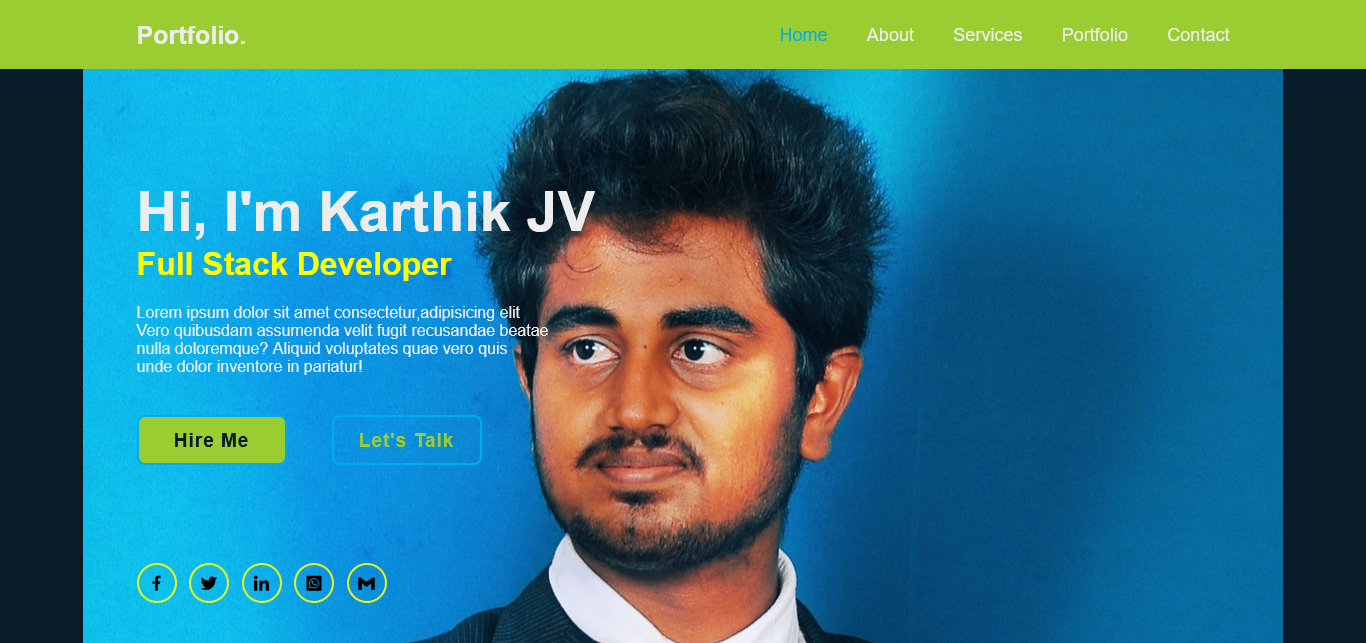 Portfolio.
Home About Services Portfolio Contact
Hi, I'm Karthik JV
Full Stack Developer
Lorem ipsum dolor sit amet consectetur,adipisicing elit
Vero quibusdam assumenda velit fugit recusandae beatae
nulla doloremque? Aliquid voluptates quae vero quis
unde dolor inventore in pariatur!
Hire Me Let's Talk